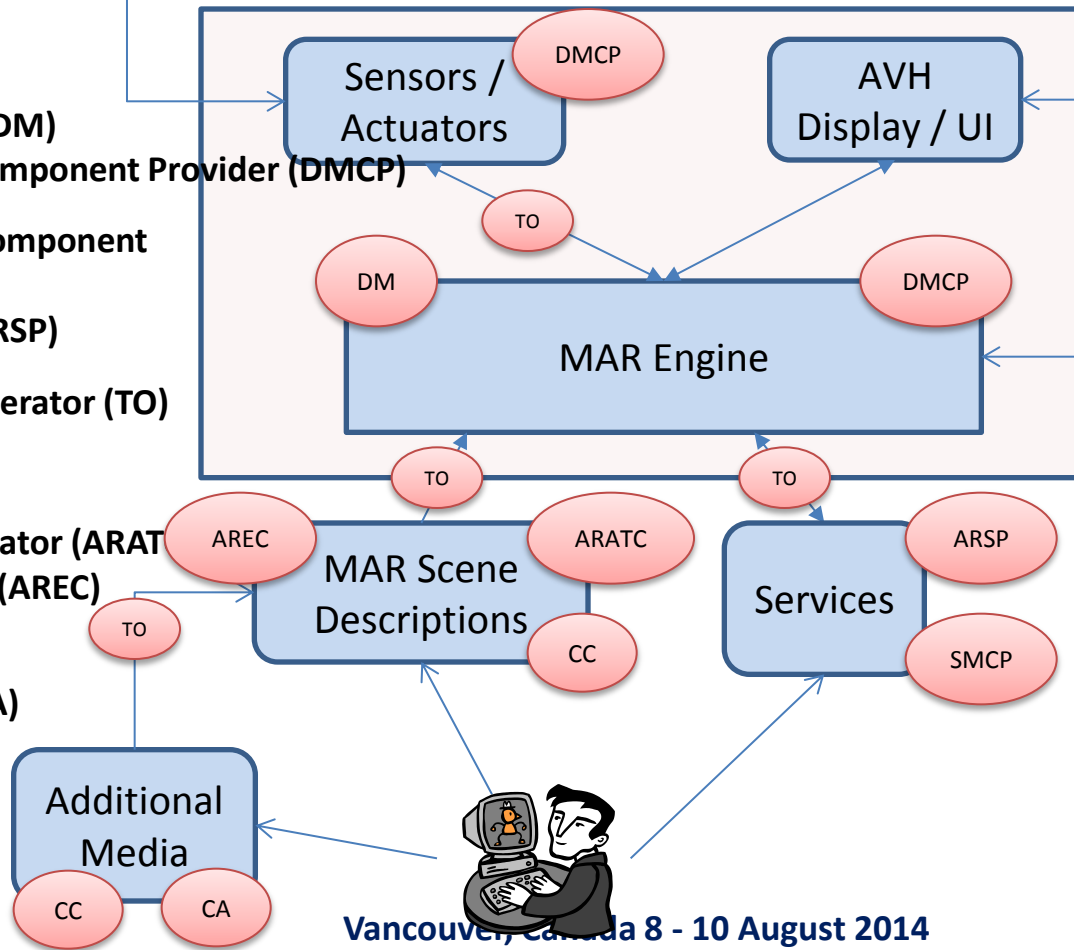 DMCP
Sensors /
Actuators
AVH
Display / UI
DM)
mponent Provider (DMCP)
TO
omponent
DM
DMCP
RSP)
MAR Engine
erator (TO)
TO
TO
ator (ARAT
AREC
ARATC
ARSP
MAR Scene
Descriptions
(AREC)
Services
TO
CC
SMCP
A)
Additional
Media
CC
CA
Vancouver, Canada 8 - 10 August 2014